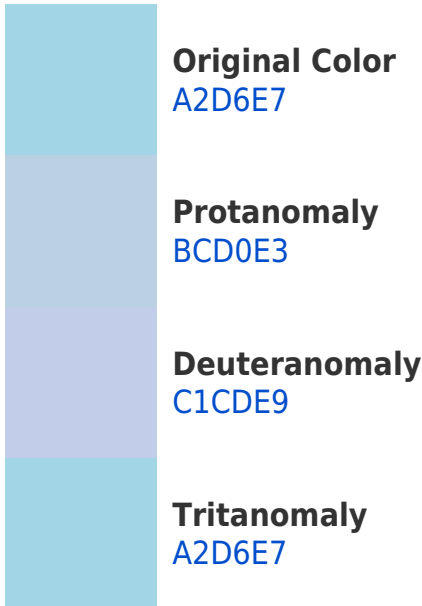 Original Color
A2D6E7
Protanomaly
BCD0E3
Deuteranomaly
C1CDE9
Tritanomaly
A2D6E7